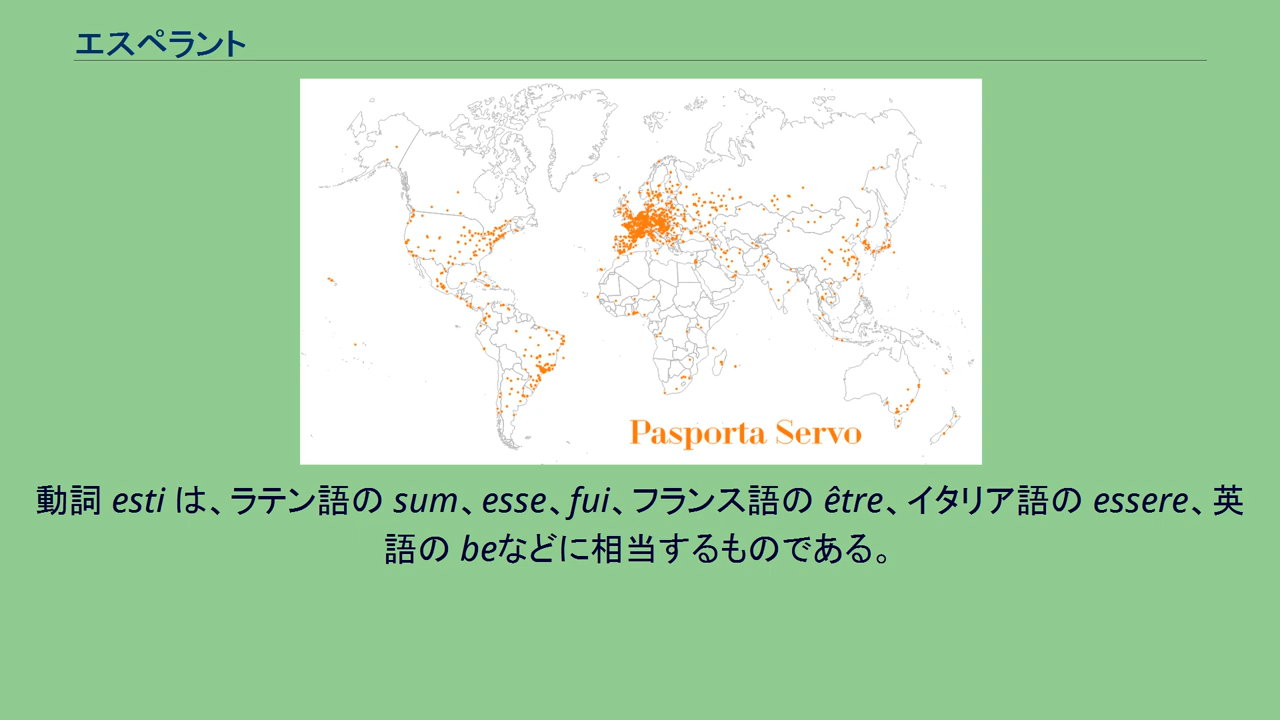 エスペラント
Pasporta Servo
動詞 esti は、ラテン語の sum、esse、fui、フランス語の être、イタリア語の essere、英
語の beなどに相当するものである。